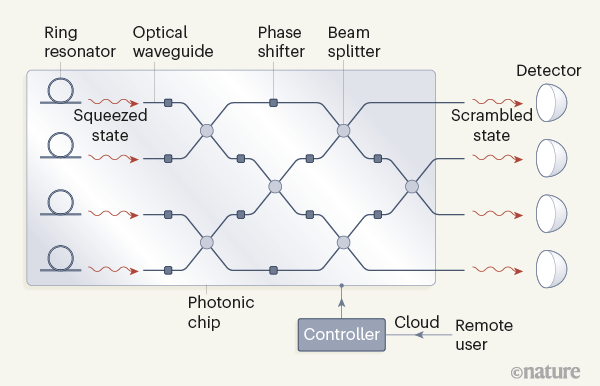 Ring
resonator
Optical
waveguide
Phase
shifter
Beam
splitter
Detector
Squeezed
state
Scrambled
state
Photonic
chip
Controller
Cloud
Remote
user
©nature